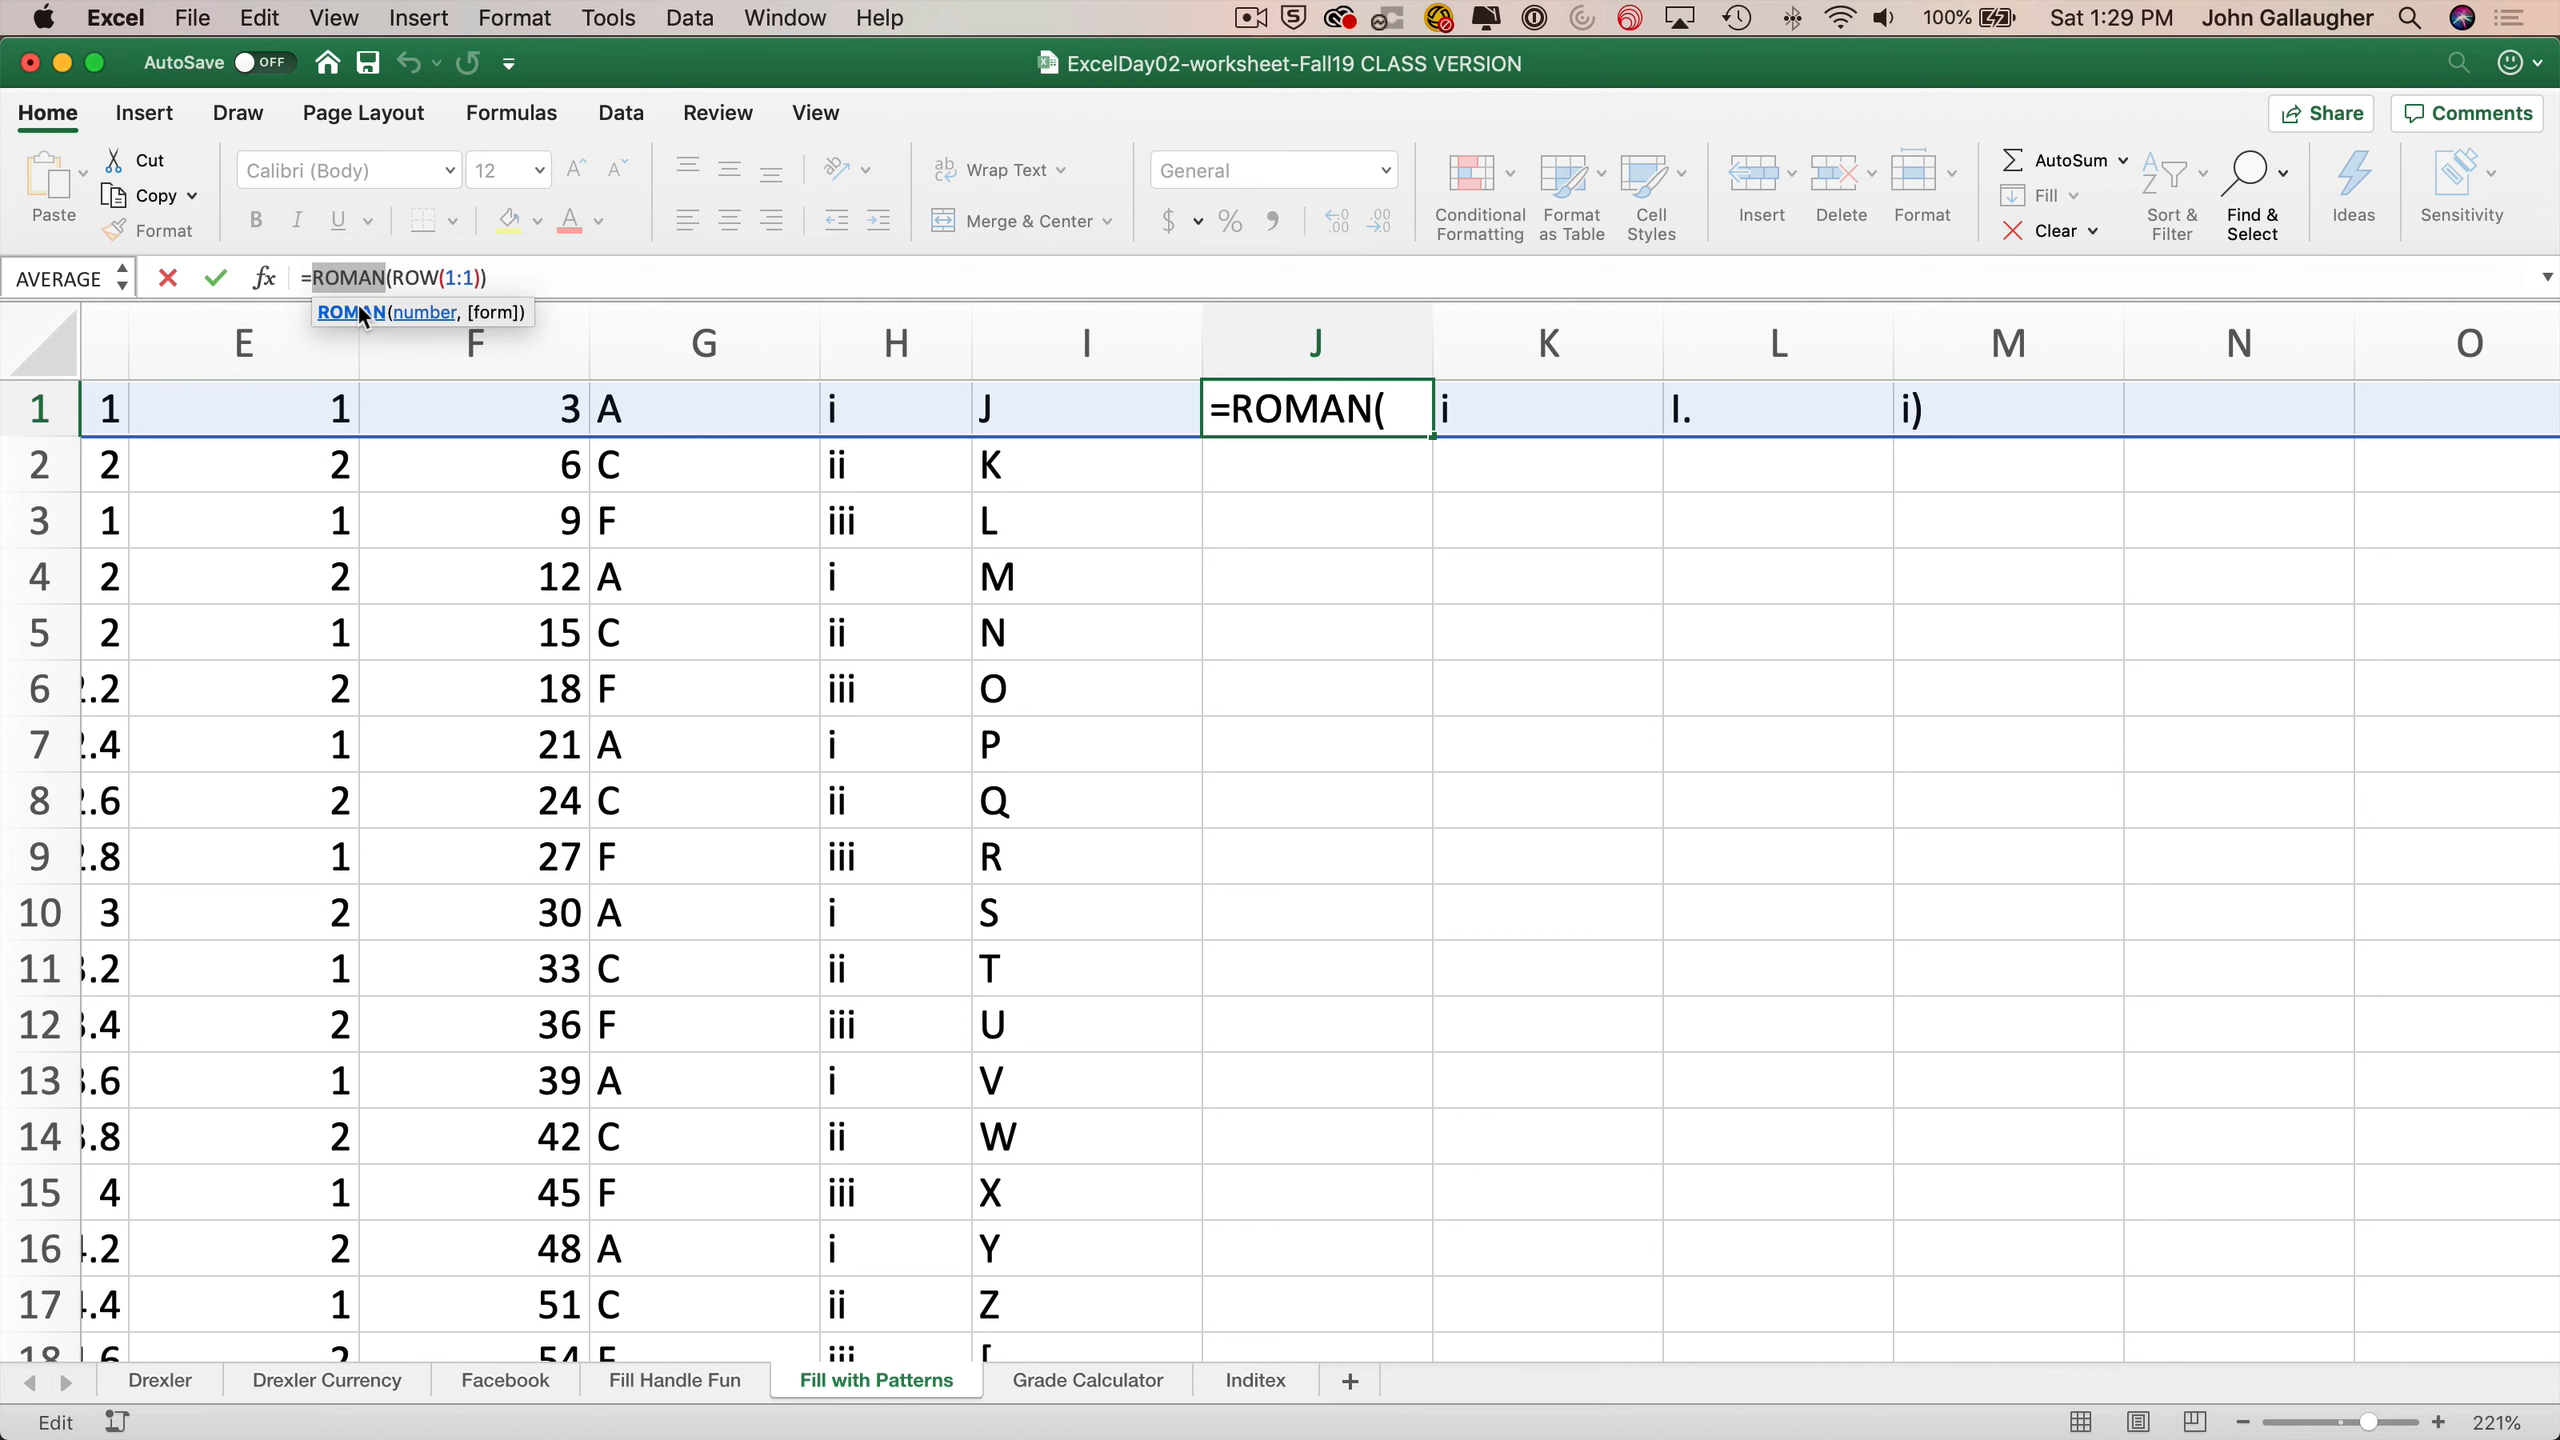 Excel File Edit View Insert Format Tools Data Window Help 100% Sat 1:29 PM John Gallaugher
AutoSave OFF ExcelDay02-worksheet-Fall19 CLASS VERSION
Home Insert Draw Page Layout Formulas Data Review View Share Comments
Paste Cut Copy Format
Calibri (Body) 12
B I U
Wrap Text
Merge & Center
General
$ %
Conditional Formatting
Format as Table
Cell Styles
Insert Delete Format
AutoSum
Fill
Clear
Sort & Filter
Find & Select
Ideas
Sensitivity
AVERAGE fx =ROMAN(ROW(1:1))
ROMAN(number, [form])
E F G H I J K L M N O
1 1 1 3 A i J =ROMAN( i I. i)
2 2 2 6 C ii K
3 1 1 9 F iii L
4 2 2 12 A i M
5 2 1 15 C ii N
6 .2 2 18 F iii O
7 .4 1 21 A i P
8 .6 2 24 C ii Q
9 .8 1 27 F iii R
10 3 2 30 A i S
11 .2 1 33 C ii T
12 .4 2 36 F iii U
13 .6 1 39 A i V
14 .8 2 42 C ii W
15 4 1 45 F iii X
16 .2 2 48 A i Y
17 .4 1 51 C ii Z
18 .6 2 54 F iii [
Drexler Drexler Currency Facebook Fill Handle Fun Fill with Patterns Grade Calculator Inditex +
Edit 221%